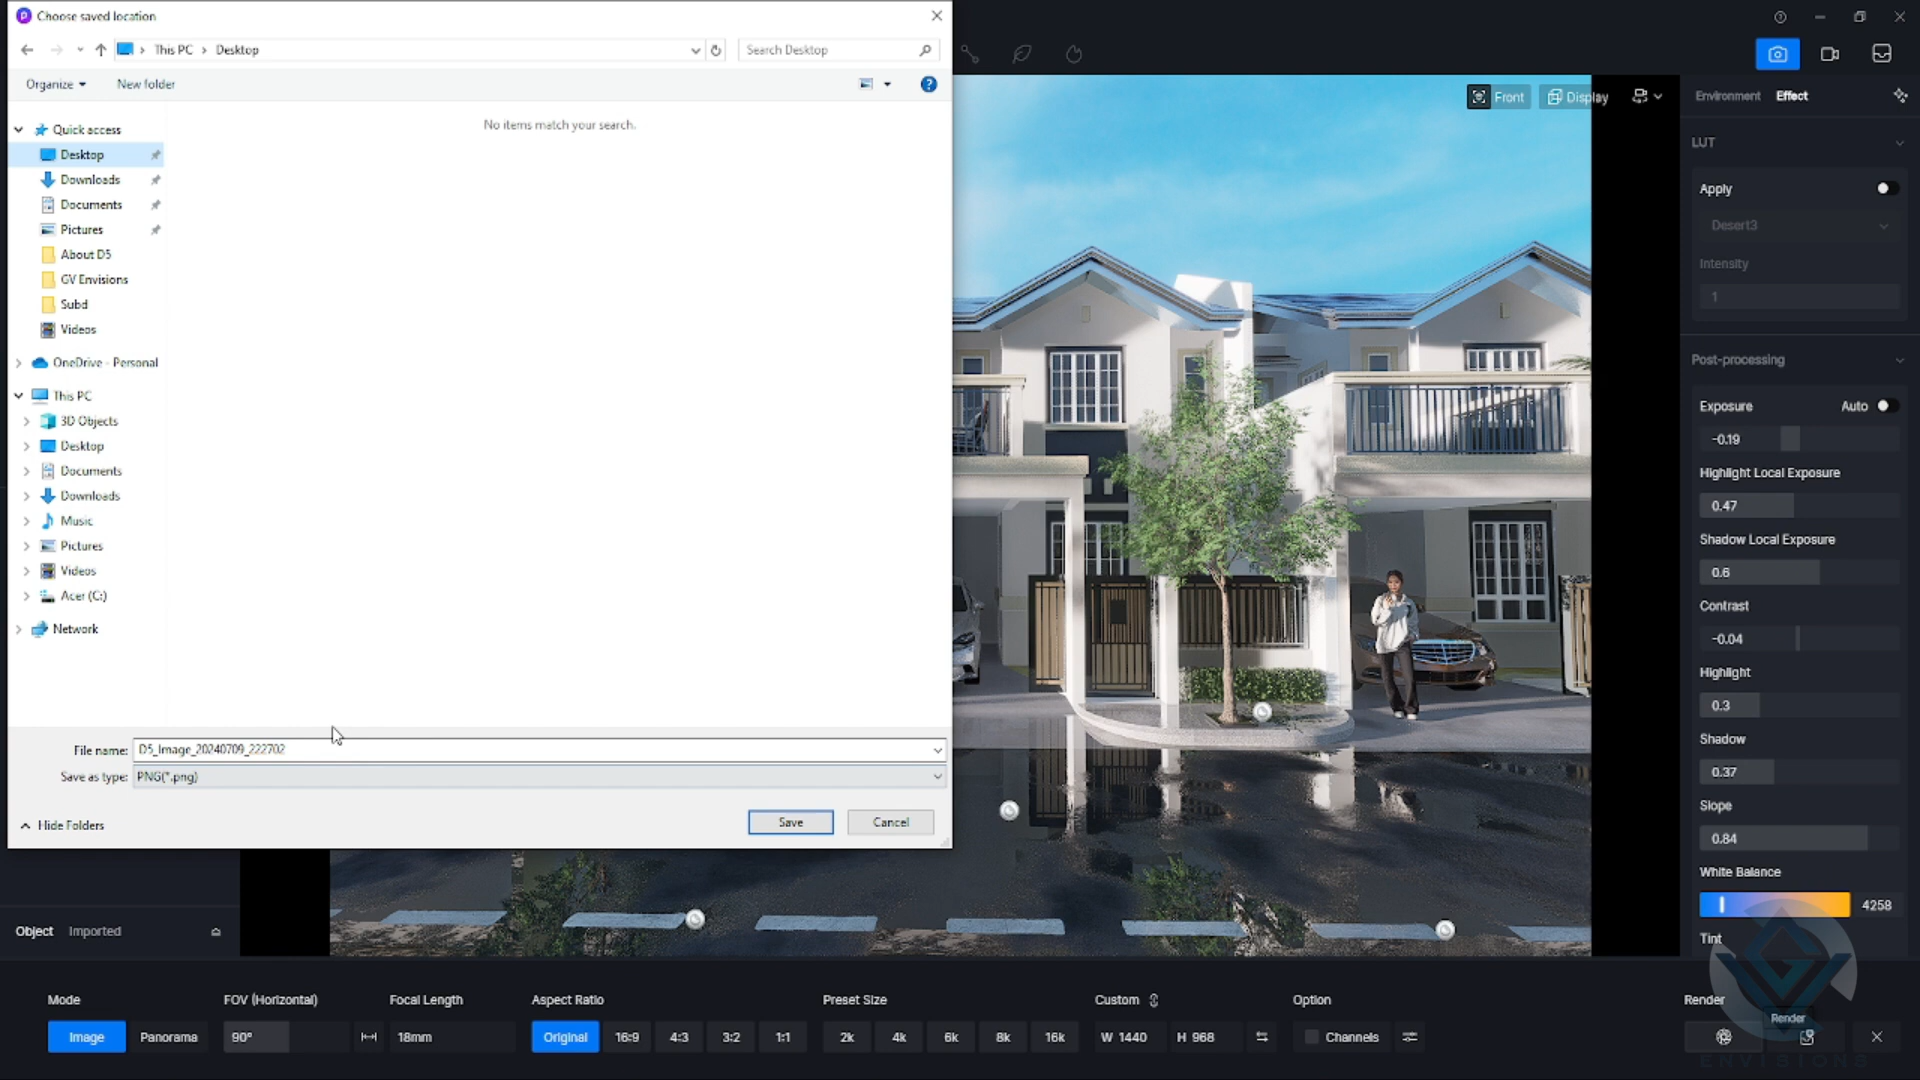 Choose saved location
This PC > Desktop
Search Desktop
Organize
New folder
No items match your search.
Quick access
Desktop
Downloads
Documents
Pictures
About D5
GV Envisions
Subd
Videos
OneDrive - Personal
This PC
3D Objects
Desktop
Documents
Downloads
Music
Pictures
Videos
Acer (C:)
Network
File name: D5_Image_20240709_222702
Save as type: PNG(*.png)
Hide Folders
Save
Cancel
Front
Display
Environment
Effect
LUT
Apply
Desert3
Intensity
1
Post-processing
Exposure
Auto
-0.19
Highlight Local Exposure
0.47
Shadow Local Exposure
0.6
Contrast
-0.04
Highlight
0.3
Shadow
0.37
Slope
0.84
White Balance
4258
Tint
Object
Imported
Mode
Image
Panorama
FOV (Horizontal)
90°
Focal Length
18mm
Aspect Ratio
Original
16:9
4:3
3:2
1:1
Preset Size
2k
4k
6k
8k
16k
Custom
W 1440
H 968
Option
Channels
Render
Render
ENVISIONS